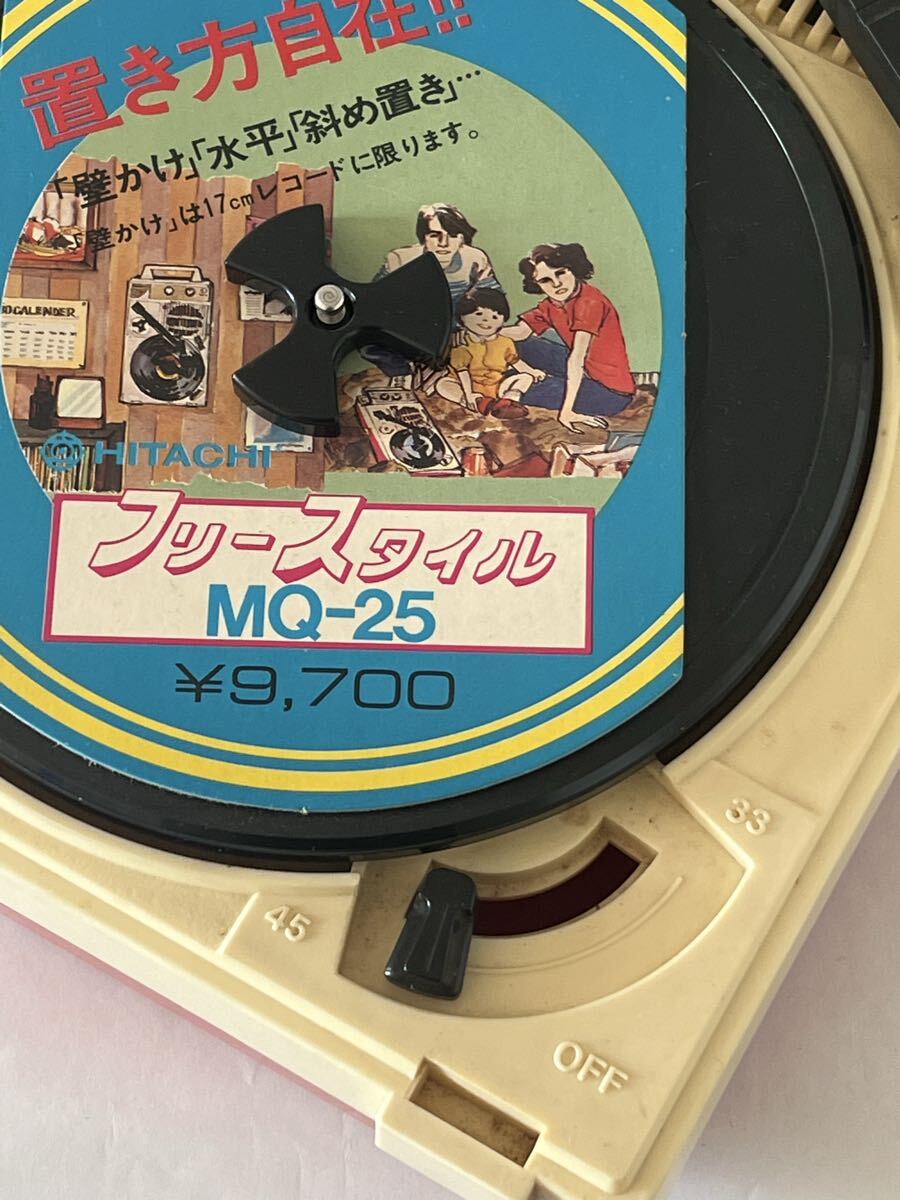 置き方自在!!
「壁かけ」「水平」「斜め置き」…
「壁かけ」は17cmレコードに限ります。
CALENDER
HITACHI
フリースタイル
MQ-25
¥9,700
33
45
OFF